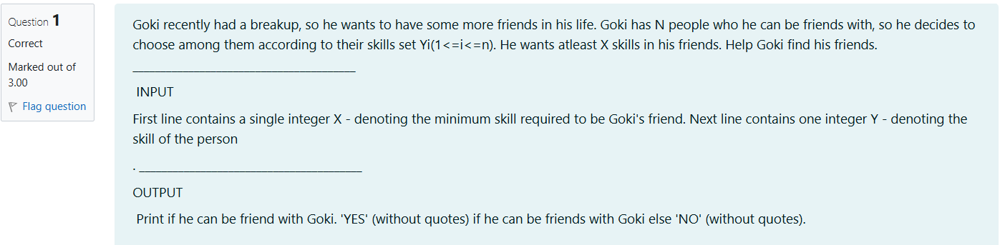 Question 1
Correct
Marked out of
3.00
Flag question
Goki recently had a breakup, so he wants to have some more friends in his life. Goki has N people who he can be friends with, so he decides to
choose among them according to their skills set Yi(1<=i<=n). He wants atleast X skills in his friends. Help Goki find his friends.
________________________________________
INPUT
First line contains a single integer X - denoting the minimum skill required to be Goki's friend. Next line contains one integer Y - denoting the
skill of the person
. ________________________________________
OUTPUT
Print if he can be friend with Goki. 'YES' (without quotes) if he can be friends with Goki else 'NO' (without quotes).